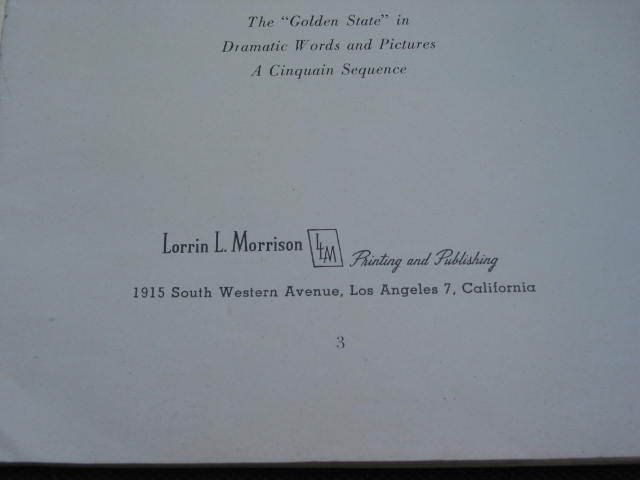 The "Golden State" in
Dramatic Words and Pictures
A Cinquain Sequence
Lorrin L. Morrison LLM Printing and Publishing
1915 South Western Avenue, Los Angeles 7, California
3